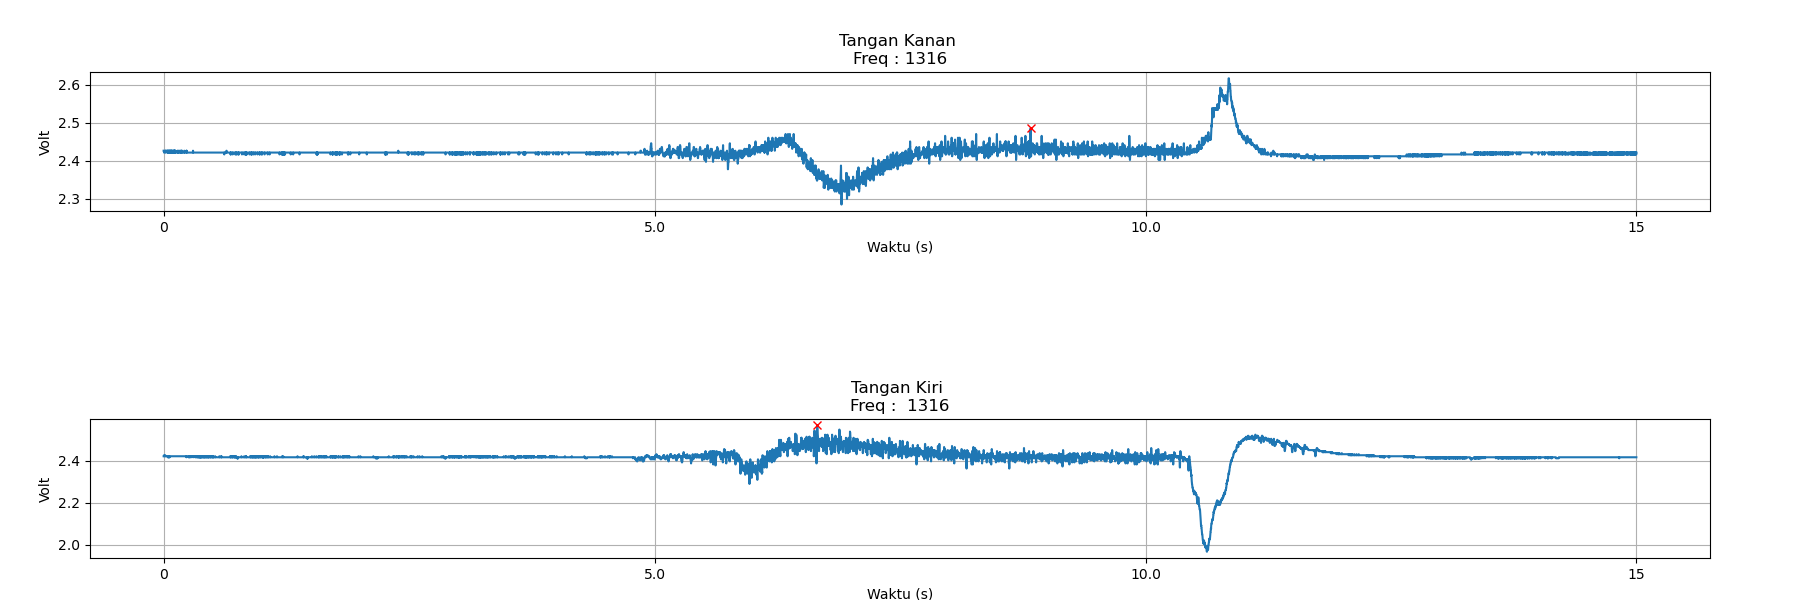 Tangan Kanan
Freq : 1316
2.6
2.5
2.4
2.3
Volt
0 5.0 10.0 15
Waktu (s)
Tangan Kiri
Freq :  1316
2.4
2.2
2.0
Volt
0 5.0 10.0 15
Waktu (s)